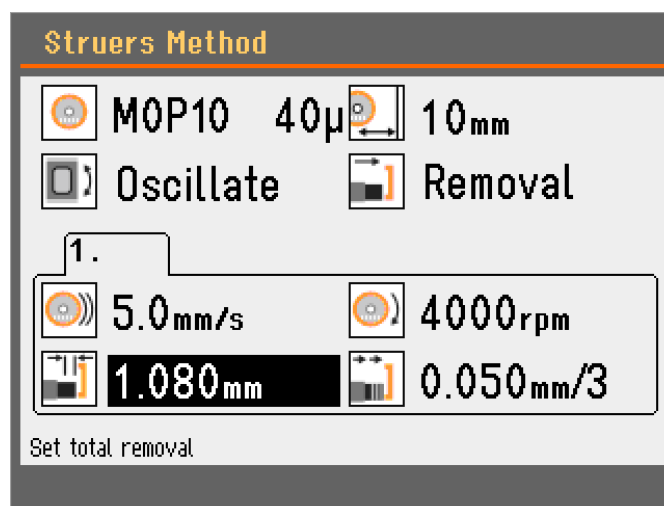 Struers Method
MOP10 40µ 10mm
Oscillate Removal
1.
5.0mm/s 4000rpm
1.080mm 0.050mm/3
Set total removal